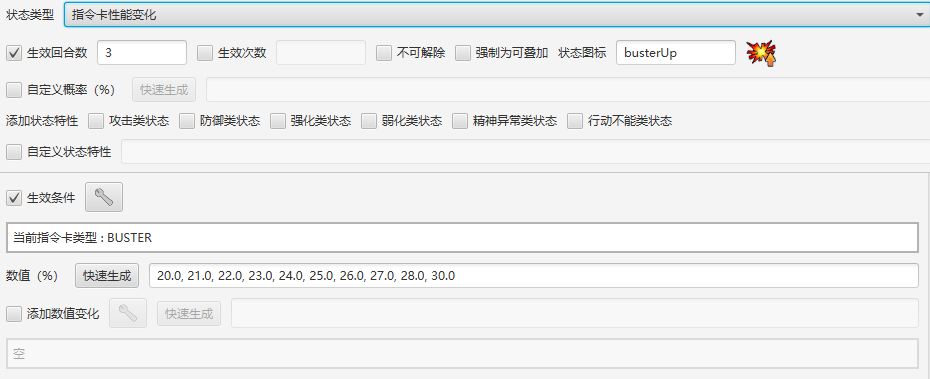 状态类型 指令卡性能变化
生效回合数 3 生效次数 不可解除 强制为可叠加 状态图标 busterUp
自定义概率（%） 快速生成
添加状态特性 攻击类状态 防御类状态 强化类状态 弱化类状态 精神异常类状态 行动不能类状态
自定义状态特性
生效条件
当前指令卡类型 : BUSTER
数值（%） 快速生成 20.0, 21.0, 22.0, 23.0, 24.0, 25.0, 26.0, 27.0, 28.0, 30.0
添加数值变化 快速生成
空